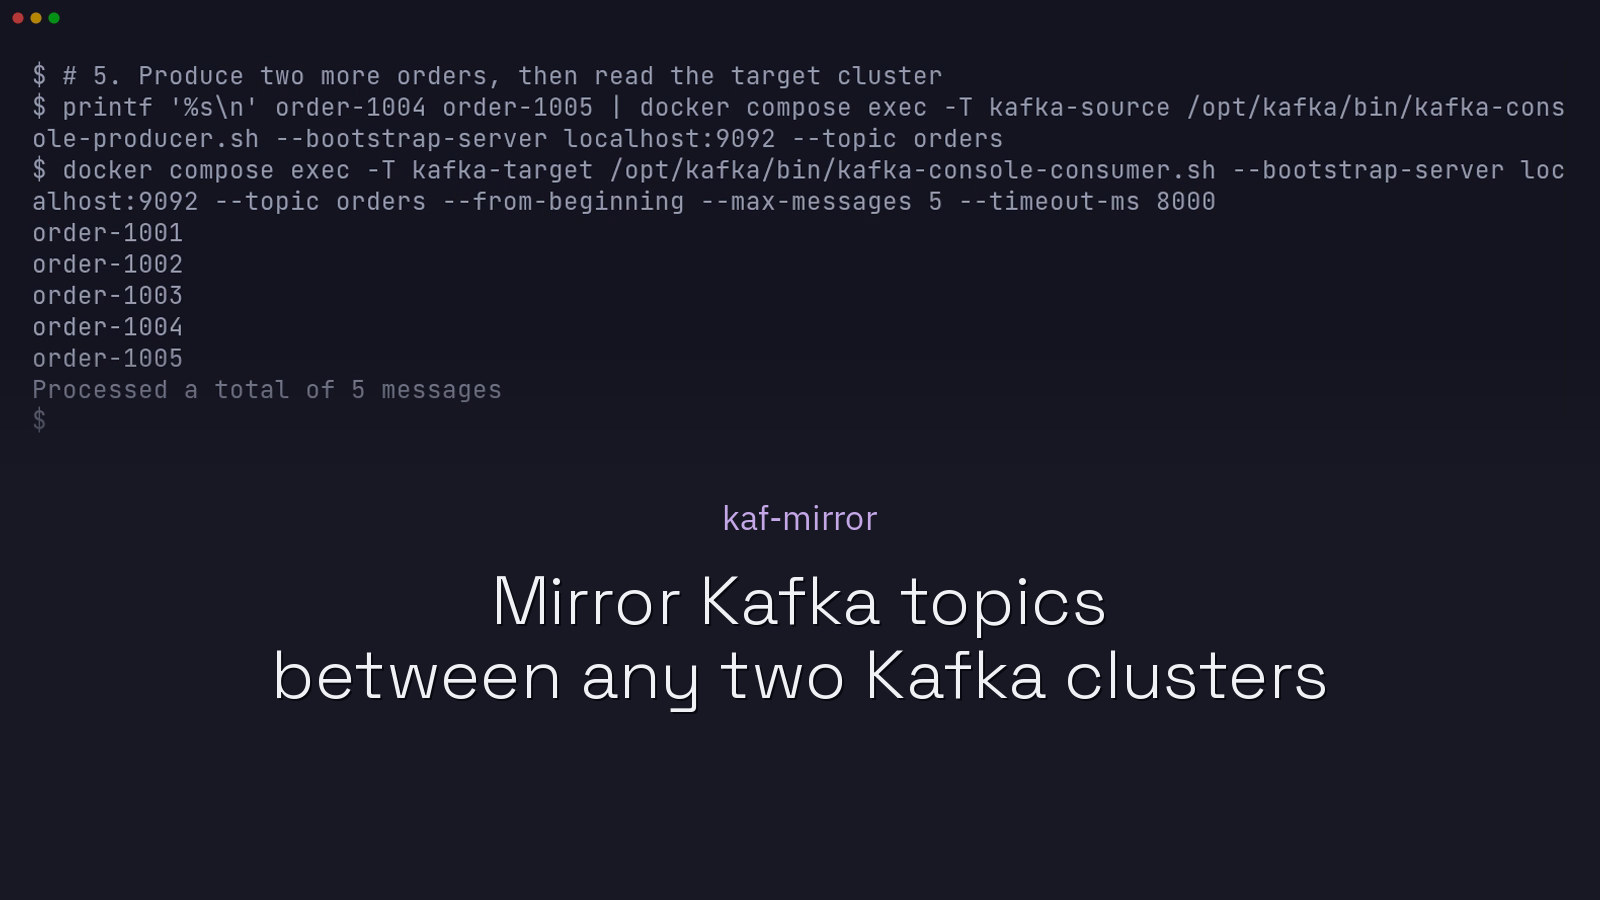 $ # 5. Produce two more orders, then read the target cluster
$ printf '%s\n' order-1004 order-1005 | docker compose exec -T kafka-source /opt/kafka/bin/kafka-cons
ole-producer.sh --bootstrap-server localhost:9092 --topic orders
$ docker compose exec -T kafka-target /opt/kafka/bin/kafka-console-consumer.sh --bootstrap-server loc
alhost:9092 --topic orders --from-beginning --max-messages 5 --timeout-ms 8000
order-1001
order-1002
order-1003
order-1004
order-1005
Processed a total of 5 messages
$
kaf-mirror
Mirror Kafka topics
between any two Kafka clusters